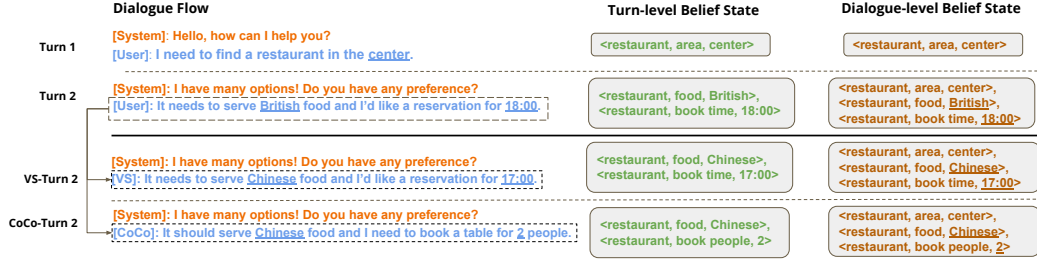 Dialogue Flow
Turn-level Belief State
Dialogue-level Belief State
Turn 1
[System]: Hello, how can I help you?
[User]: I need to find a restaurant in the center.
<restaurant, area, center>
<restaurant, area, center>
Turn 2
[System]: I have many options! Do you have any preference?
[User]: It needs to serve British food and I'd like a reservation for 18:00.
<restaurant, food, British>,
<restaurant, book time, 18:00>
<restaurant, area, center>,
<restaurant, food, British>,
<restaurant, book time, 18:00>
VS-Turn 2
[System]: I have many options! Do you have any preference?
[VS]: It needs to serve Chinese food and I'd like a reservation for 17:00.
<restaurant, food, Chinese>,
<restaurant, book time, 17:00>
<restaurant, area, center>,
<restaurant, food, Chinese>,
<restaurant, book time, 17:00>
CoCo-Turn 2
[System]: I have many options! Do you have any preference?
[CoCo]: It should serve Chinese food and I need to book a table for 2 people.
<restaurant, food, Chinese>,
<restaurant, book people, 2>
<restaurant, area, center>,
<restaurant, food, Chinese>,
<restaurant, book people, 2>